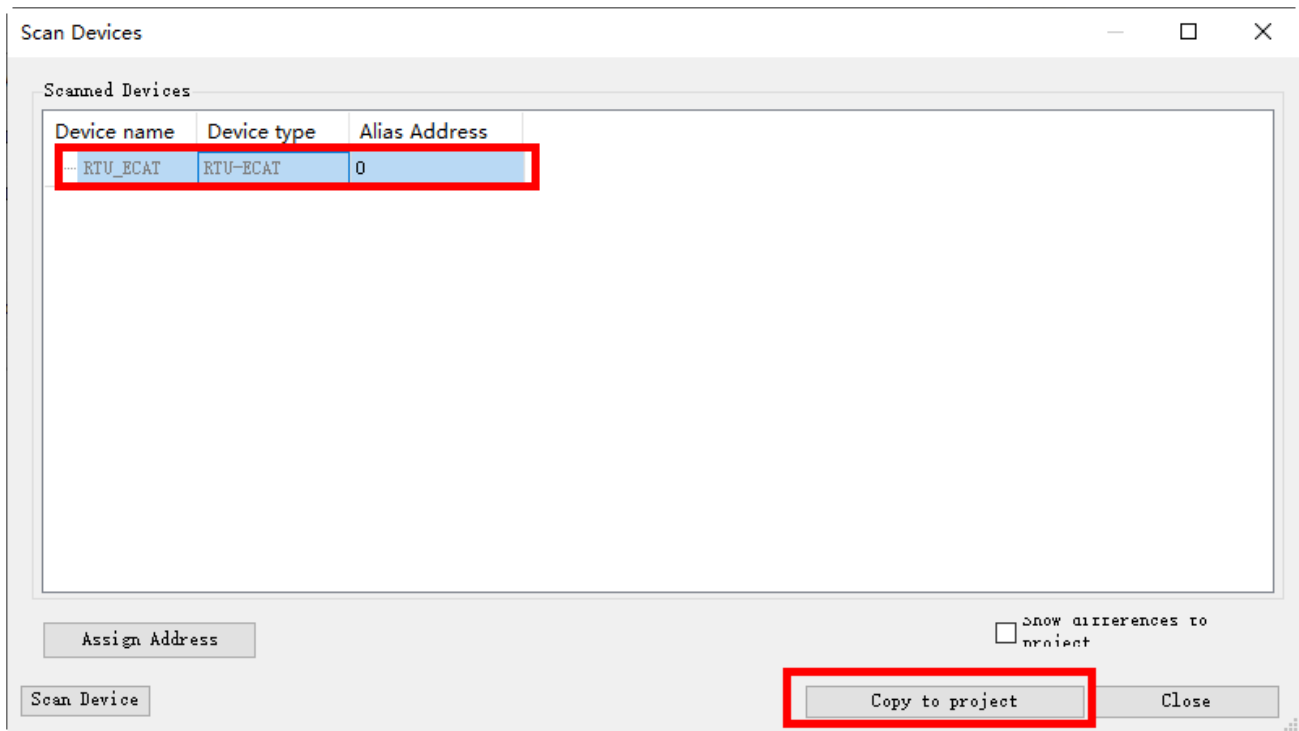 Scan Devices
Scanned Devices
Device name Device type Alias Address
RTU_ECAT RTU-ECAT 0
Assign Address
Show differences to
project
Scan Device
Copy to project
Close